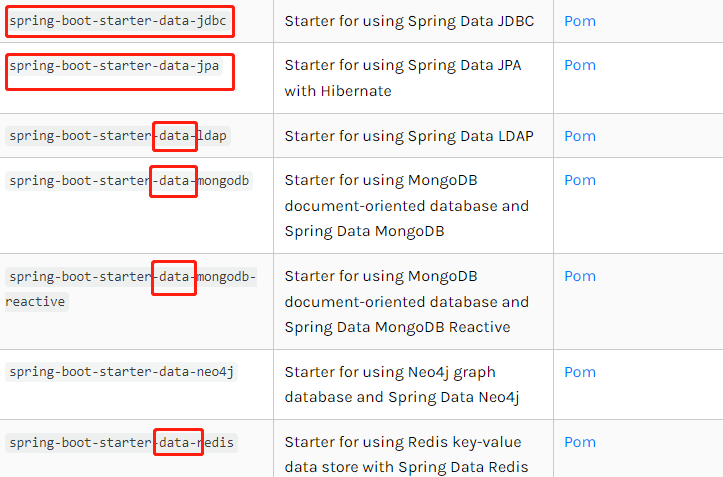 spring-boot-starter-data-jdbc Starter for using Spring Data JDBC Pom
spring-boot-starter-data-jpa Starter for using Spring Data JPA Pom
with Hibernate
spring-boot-starter-data-ldap Starter for using Spring Data LDAP Pom
spring-boot-starter-data-mongodb Starter for using MongoDB Pom
document-oriented database and
Spring Data MongoDB
spring-boot-starter-data-mongodb- Starter for using MongoDB Pom
reactive document-oriented database and
Spring Data MongoDB Reactive
spring-boot-starter-data-neo4j Starter for using Neo4j graph Pom
database and Spring Data Neo4j
spring-boot-starter-data-redis Starter for using Redis key-value Pom
data store with Spring Data Redis